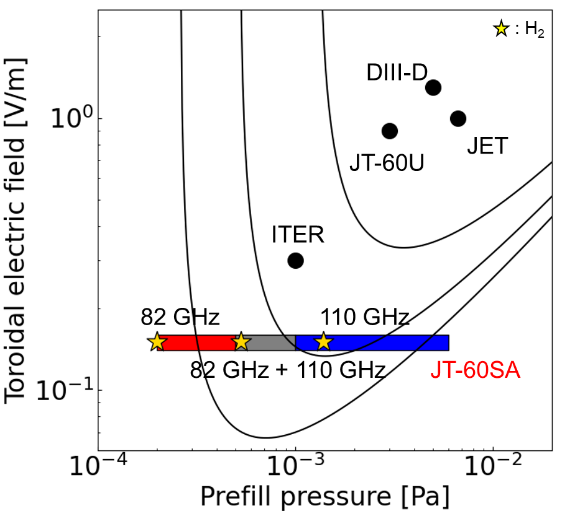 : H₂
DIII-D
10⁰
JET
JT-60U
ITER
82 GHz
110 GHz
82 GHz + 110 GHz
JT-60SA
10⁻¹
10⁻⁴
10⁻³
10⁻²
Prefill pressure [Pa]
Toroidal electric field [V/m]